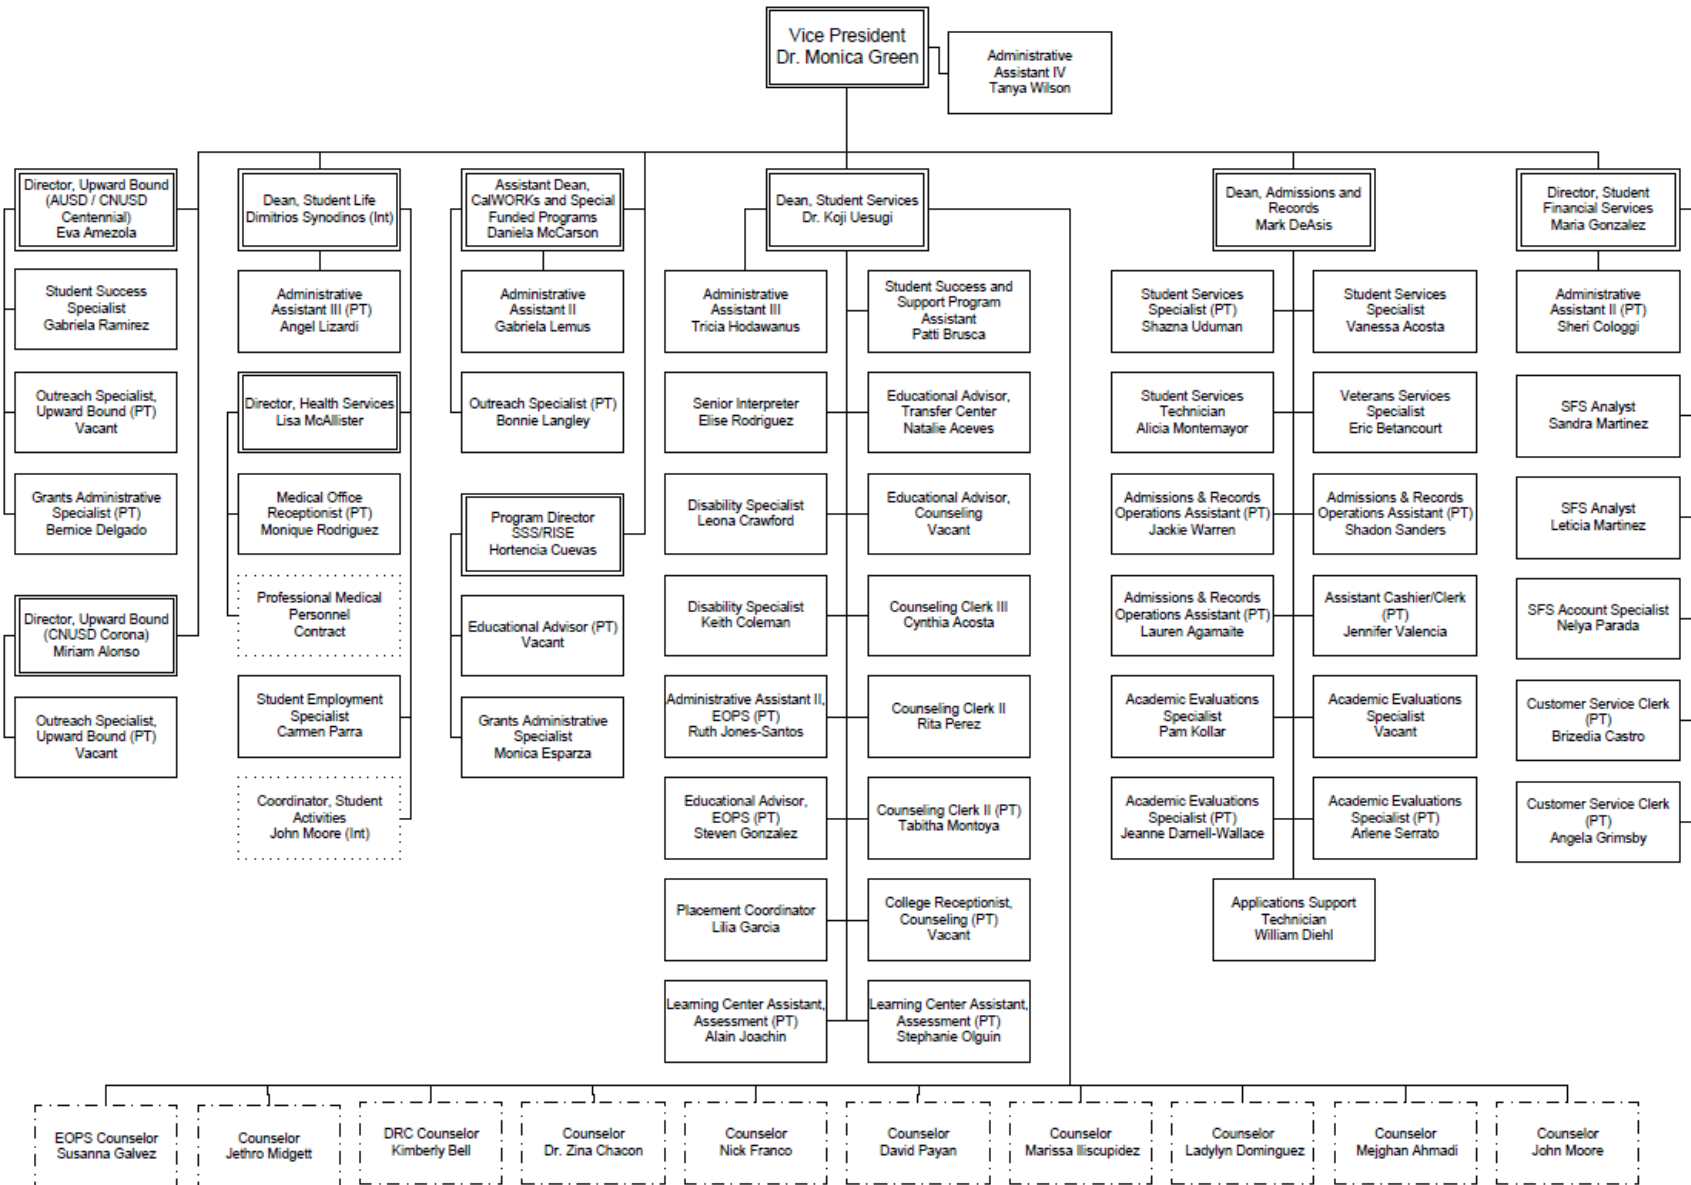 Vice President
Dr. Monica Green
Administrative
Assistant IV
Tanya Wilson
Director, Upward Bound
(AUSD / CNUSD
Centennial)
Eva Amezola
Student Success
Specialist
Gabriela Ramirez
Outreach Specialist,
Upward Bound (PT)
Vacant
Grants Administrative
Specialist (PT)
Bernice Delgado
Director, Upward Bound
(CNUSD Corona)
Miriam Alonso
Outreach Specialist,
Upward Bound (PT)
Vacant
Dean, Student Life
Dimitrios Synodinos (Int)
Administrative
Assistant III (PT)
Angel Lizardi
Director, Health Services
Lisa McAllister
Medical Office
Receptionist (PT)
Monique Rodriguez
Professional Medical
Personnel
Contract
Student Employment
Specialist
Carmen Parra
Coordinator, Student
Activities
John Moore (Int)
Assistant Dean,
CalWORKs and Special
Funded Programs
Daniela McCarson
Administrative
Assistant II
Gabriela Lemus
Outreach Specialist (PT)
Bonnie Langley
Program Director
SSS/RISE
Hortencia Cuevas
Educational Advisor (PT)
Vacant
Grants Administrative
Specialist
Monica Esparza
Dean, Student Services
Dr. Koji Uesugi
Administrative
Assistant III
Tricia Hodawanus
Senior Interpreter
Elise Rodriguez
Disability Specialist
Leona Crawford
Disability Specialist
Keith Coleman
Administrative Assistant II,
EOPS (PT)
Ruth Jones-Santos
Educational Advisor,
EOPS (PT)
Steven Gonzalez
Placement Coordinator
Lilia Garcia
Learning Center Assistant,
Assessment (PT)
Alain Joachin
Student Success and
Support Program
Assistant
Patti Brusca
Educational Advisor,
Transfer Center
Natalie Aceves
Educational Advisor,
Counseling
Vacant
Counseling Clerk III
Cynthia Acosta
Counseling Clerk II
Rita Perez
Counseling Clerk II (PT)
Tabitha Montoya
College Receptionist,
Counseling (PT)
Vacant
Learning Center Assistant,
Assessment (PT)
Stephanie Olguin
Dean, Admissions and
Records
Mark DeAsis
Student Services
Specialist (PT)
Shazna Uduman
Student Services
Technician
Alicia Montemayor
Admissions & Records
Operations Assistant (PT)
Jackie Warren
Admissions & Records
Operations Assistant (PT)
Lauren Agamaite
Academic Evaluations
Specialist
Pam Kollar
Academic Evaluations
Specialist (PT)
Jeanne Darnell-Wallace
Student Services
Specialist
Vanessa Acosta
Veterans Services
Specialist
Eric Betancourt
Admissions & Records
Operations Assistant (PT)
Shadon Sanders
Assistant Cashier/Clerk
(PT)
Jennifer Valencia
Academic Evaluations
Specialist
Vacant
Academic Evaluations
Specialist (PT)
Arlene Serrato
Applications Support
Technician
William Diehl
Director, Student
Financial Services
Maria Gonzalez
Administrative
Assistant II (PT)
Sheri Cologgi
SFS Analyst
Sandra Martinez
SFS Analyst
Leticia Martinez
SFS Account Specialist
Nelya Parada
Customer Service Clerk
(PT)
Brizedia Castro
Customer Service Clerk
(PT)
Angela Grimsby
EOPS Counselor
Susanna Galvez
Counselor
Jethro Midgett
DRC Counselor
Kimberly Bell
Counselor
Dr. Zina Chacon
Counselor
Nick Franco
Counselor
David Payan
Counselor
Marissa Iliscupidez
Counselor
Ladylyn Dominguez
Counselor
Mejghan Ahmadi
Counselor
John Moore